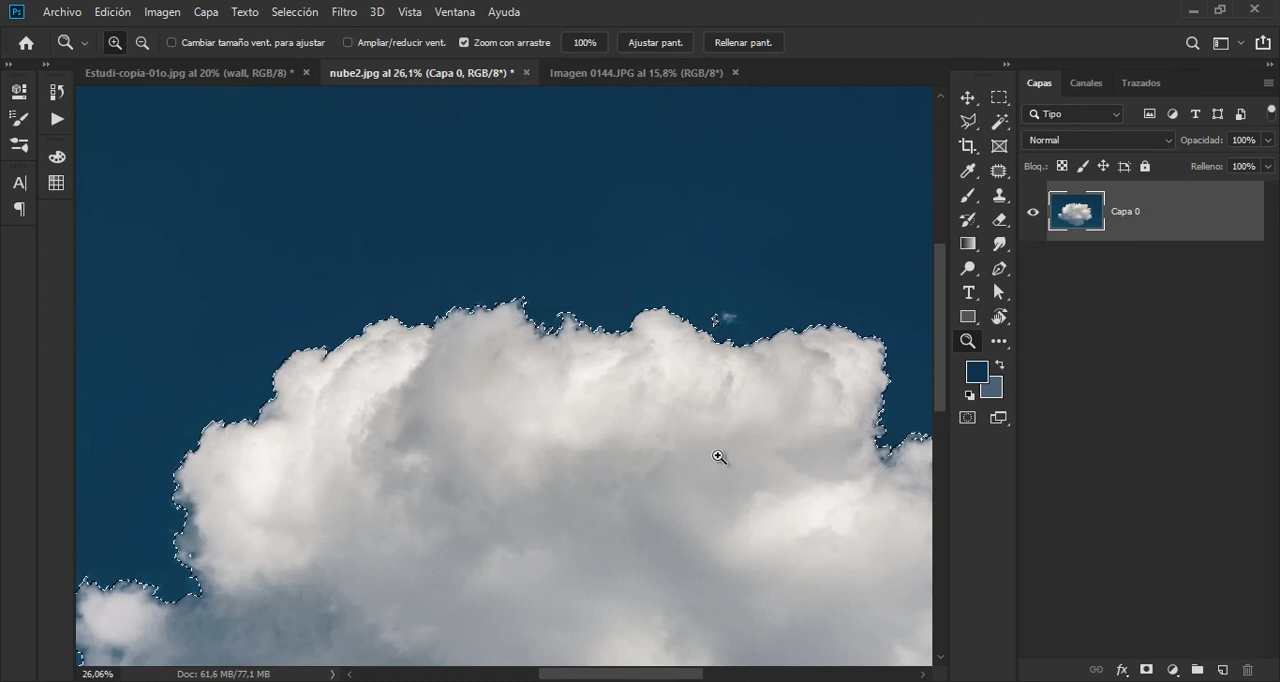 Ps Archivo Edición Imagen Capa Texto Selección Filtro 3D Vista Ventana Ayuda
Cambiar tamaño vent. para ajustar Ampliar/reducir vent. Zoom con arrastre 100% Ajustar pant. Rellenar pant.
Estudi-copia-01o.jpg al 20% (wall, RGB/8) * × nube2.jpg al 26,1% (Capa 0, RGB/8*) * × Imagen 0144.JPG al 15,8% (RGB/8*) ×
Capas Canales Trazados
Tipo
Normal Opacidad: 100%
Bloq.: Relleno: 100%
Capa 0
26,06% Doc: 61,6 MB/77,1 MB